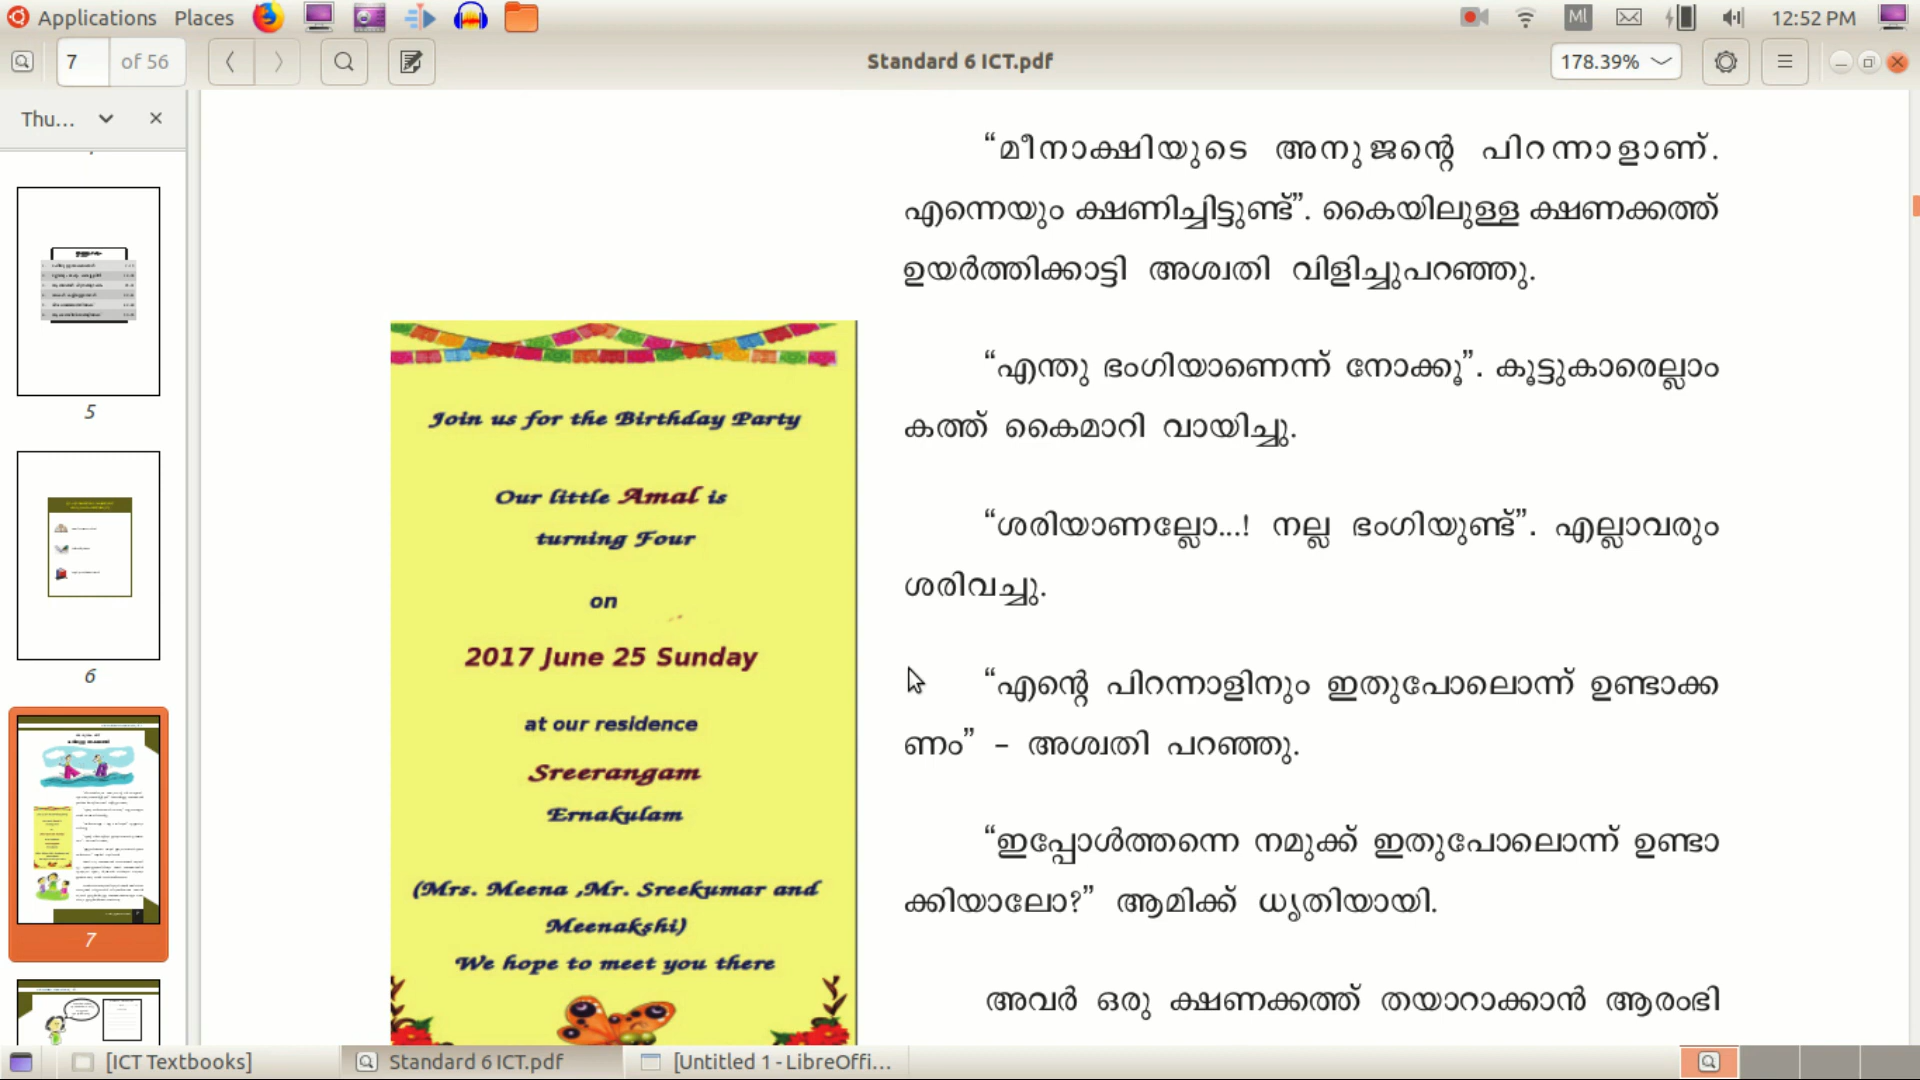 Applications Places Ml 12:52 PM
7 of 56 Standard 6 ICT.pdf 178.39%
Thu...
5
6
7
“മീനാക്ഷിയുടെ അനുജന്റെ പിറന്നാളാണ്.
എന്നെയും ക്ഷണിച്ചിട്ടുണ്ട്”. കൈയിലുള്ള ക്ഷണക്കത്ത്
ഉയർത്തിക്കാട്ടി അശ്വതി വിളിച്ചുപറഞ്ഞു.
“എന്തു ഭംഗിയാണെന്ന് നോക്കൂ”. കൂട്ടുകാരെല്ലാം
കത്ത് കൈമാറി വായിച്ചു.
“ശരിയാണല്ലോ...! നല്ല ഭംഗിയുണ്ട്”. എല്ലാവരും
ശരിവച്ചു.
“എന്റെ പിറന്നാളിനും ഇതുപോലൊന്ന് ഉണ്ടാക്ക
ണം” – അശ്വതി പറഞ്ഞു.
“ഇപ്പോൾത്തന്നെ നമുക്ക് ഇതുപോലൊന്ന് ഉണ്ടാ
ക്കിയാലോ?” ആമിക്ക് ധൃതിയായി.
അവർ ഒരു ക്ഷണക്കത്ത് തയാറാക്കാൻ ആരംഭി
Join us for the Birthday Party
Our little Amal is
turning Four
on
2017 June 25 Sunday
at our residence
Sreerangam
Ernakulam
(Mrs. Meena ,Mr. Sreekumar and
Meenakshi)
We hope to meet you there
[ICT Textbooks] Standard 6 ICT.pdf [Untitled 1 - LibreOffi...